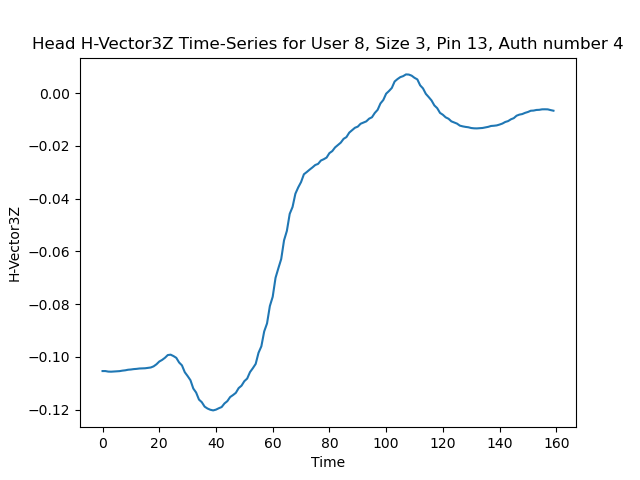 Head H-Vector3Z Time-Series for User 8, Size 3, Pin 13, Auth number 4
H-Vector3Z
0.00
−0.02
−0.04
−0.06
−0.08
−0.10
−0.12
0 20 40 60 80 100 120 140 160
Time